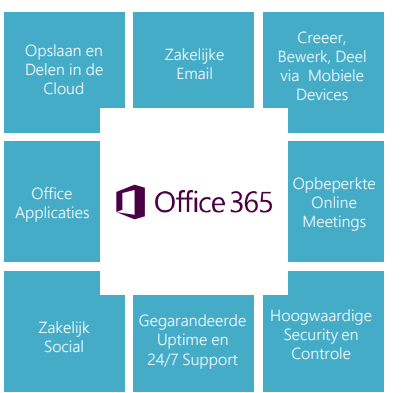 Opslaan en
Delen in de
Cloud
Zakelijke
Email
Creeer,
Bewerk, Deel
via Mobiele
Devices
Office
Applicaties
Office 365
Opbeperkte
Online
Meetings
Zakelijk
Social
Gegarandeerde
Uptime en
24/7 Support
Hoogwaardige
Security en
Controle